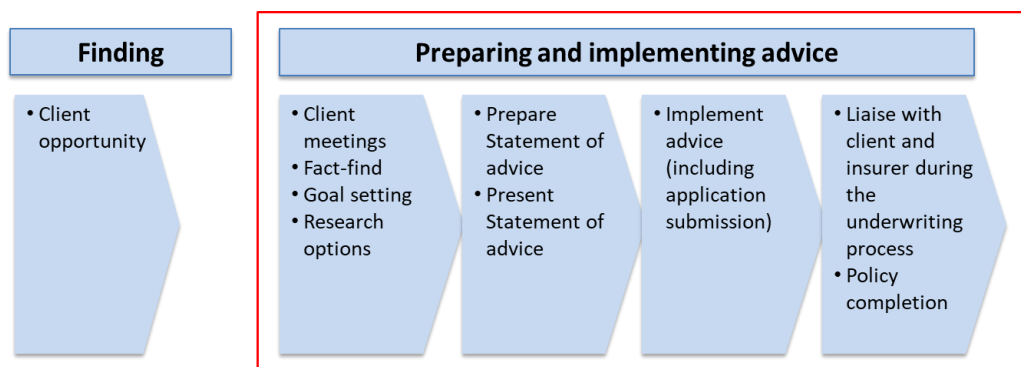 Finding
Preparing and implementing advice
• Client
opportunity
• Client
meetings
• Fact-find
• Goal setting
• Research
options
• Prepare
Statement of
advice
• Present
Statement of
advice
• Implement
advice
(including
application
submission)
• Liaise with
client and
insurer during
the
underwriting
process
• Policy
completion